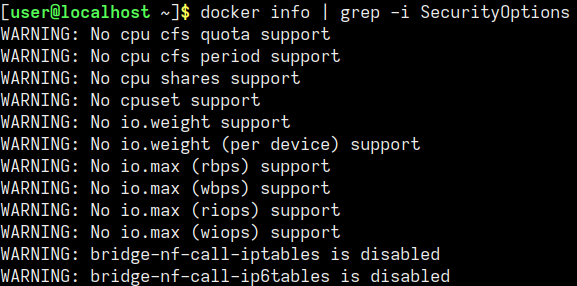 [user@localhost ~]$ docker info | grep -i SecurityOptions
WARNING: No cpu cfs quota support
WARNING: No cpu cfs period support
WARNING: No cpu shares support
WARNING: No cpuset support
WARNING: No io.weight support
WARNING: No io.weight (per device) support
WARNING: No io.max (rbps) support
WARNING: No io.max (wbps) support
WARNING: No io.max (riops) support
WARNING: No io.max (wiops) support
WARNING: bridge-nf-call-iptables is disabled
WARNING: bridge-nf-call-ip6tables is disabled